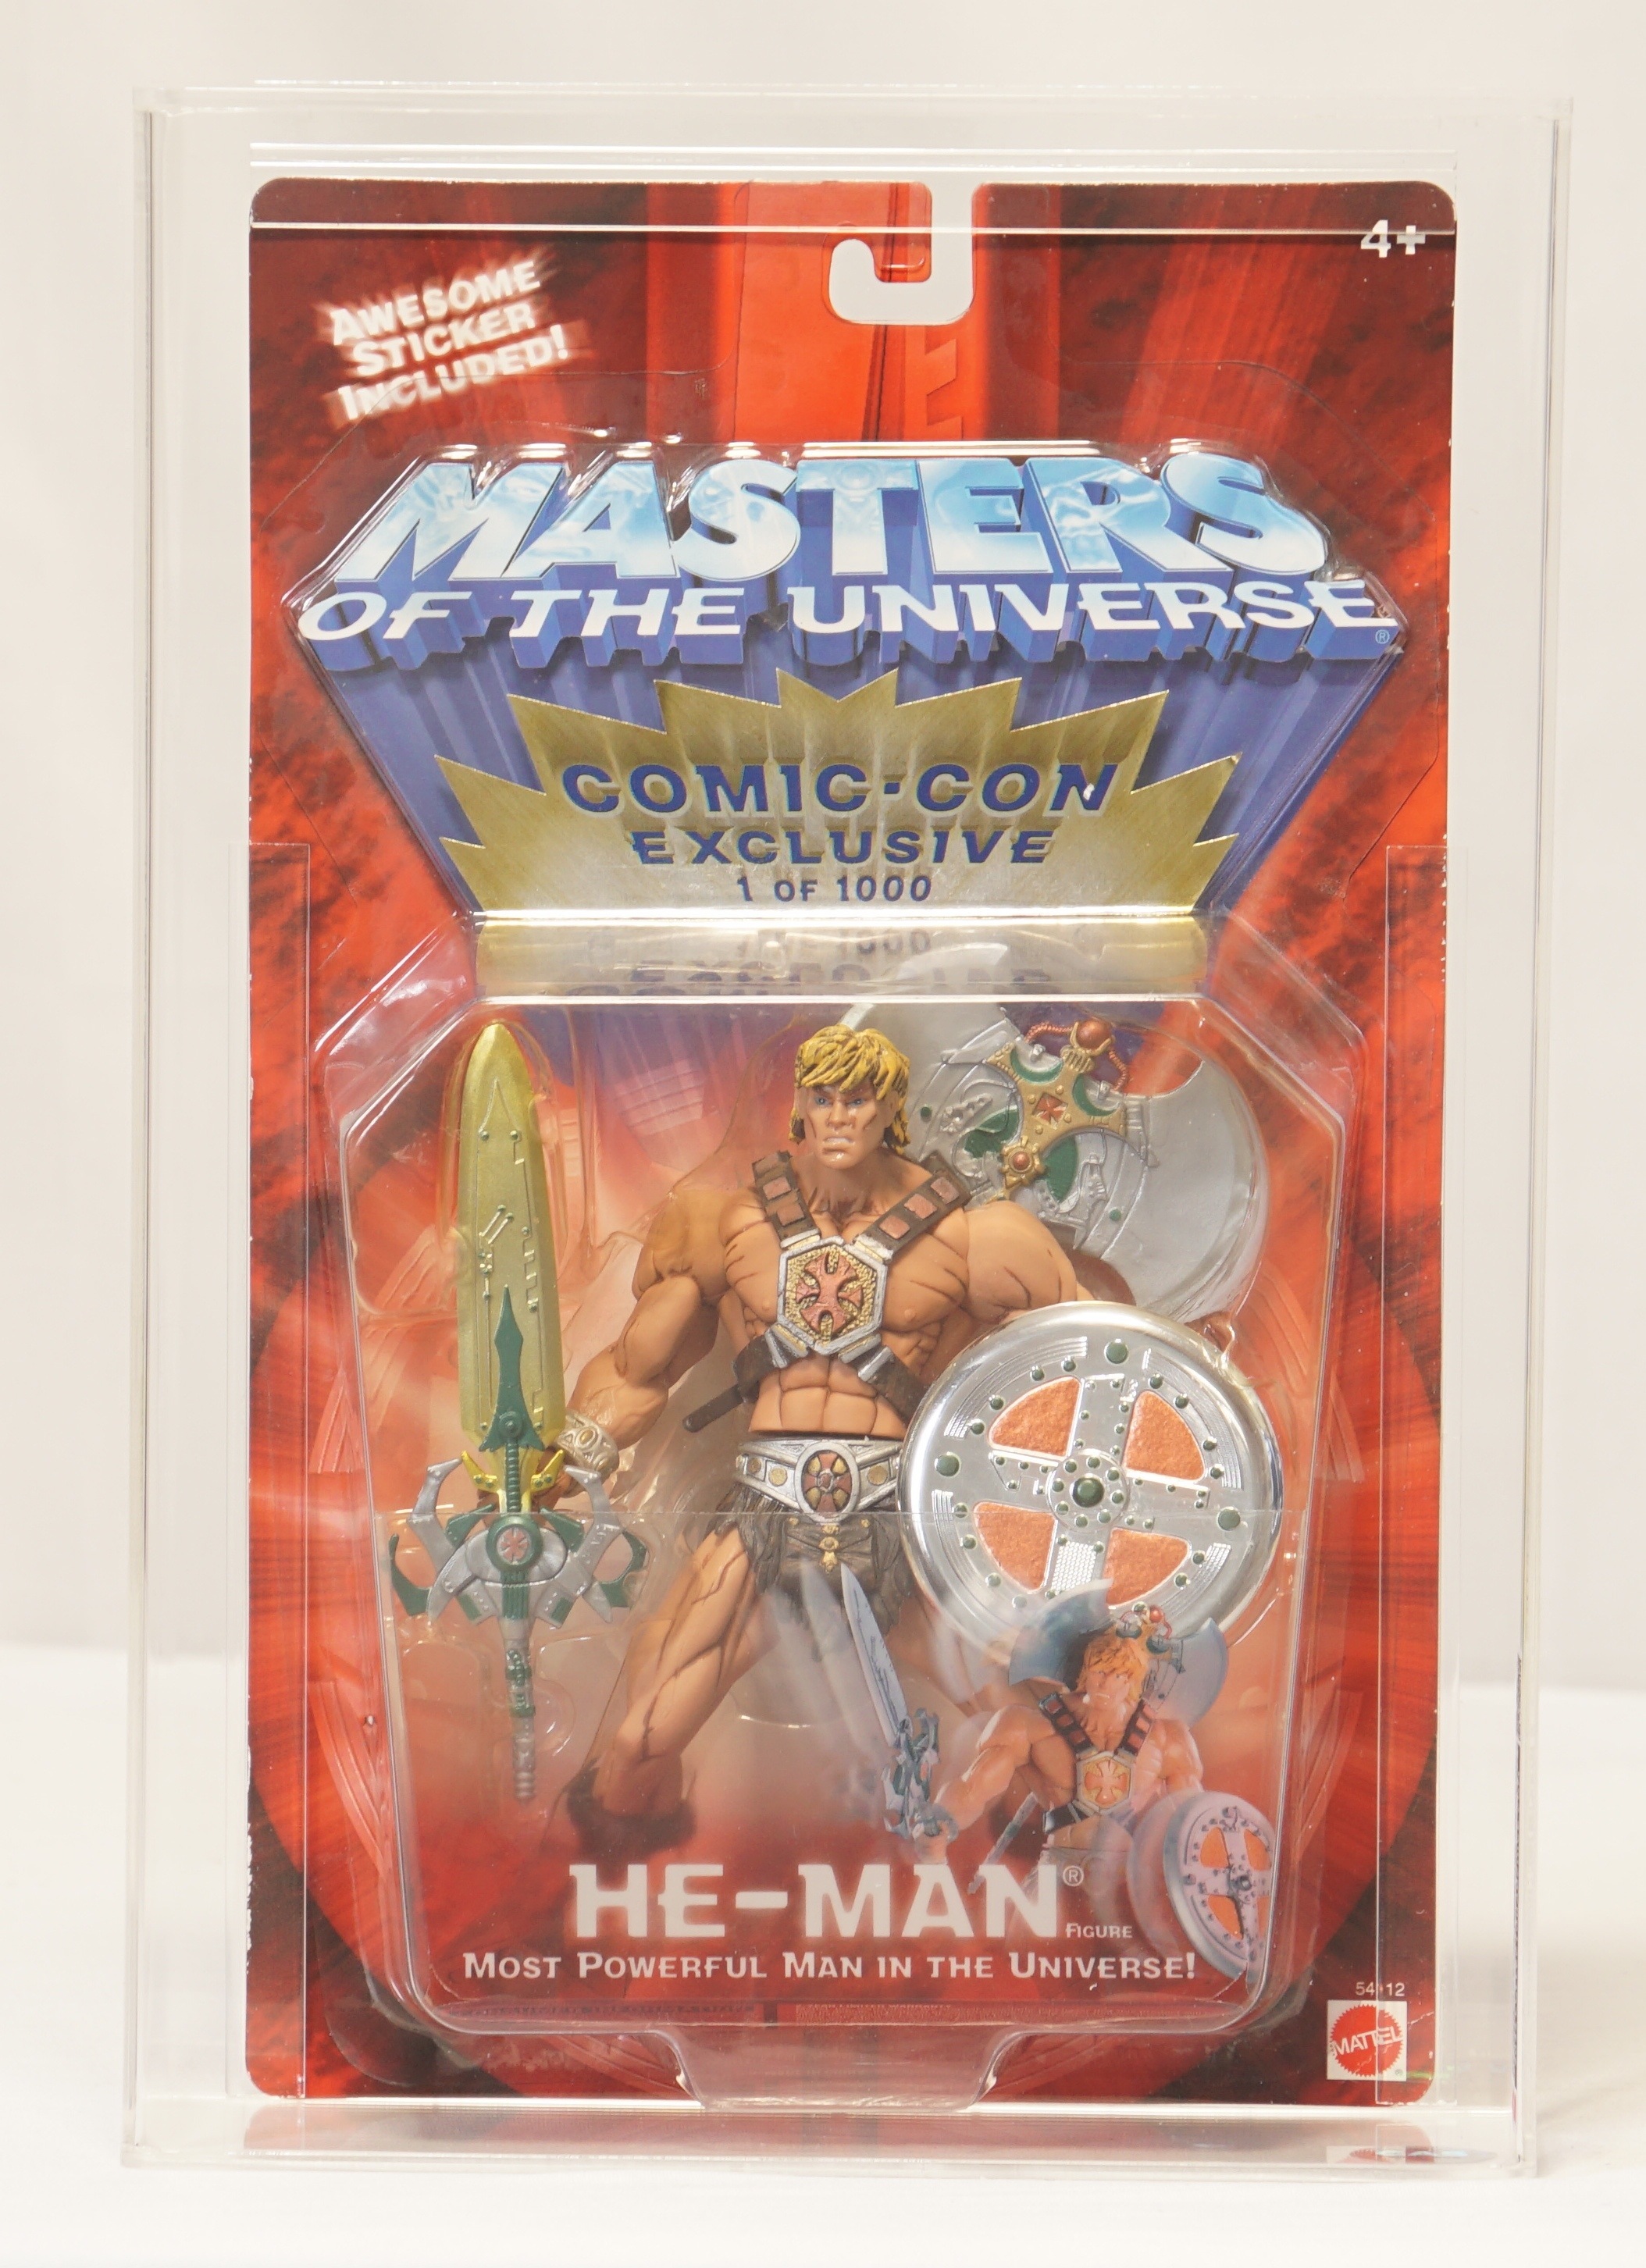 4+
AWESOME
STICKER
INCLUDED!
MASTERS
OF THE UNIVERSE®
COMIC·CON
EXCLUSIVE
1 OF 1000
HE-MAN®
FIGURE
MOST POWERFUL MAN IN THE UNIVERSE!
MATTEL